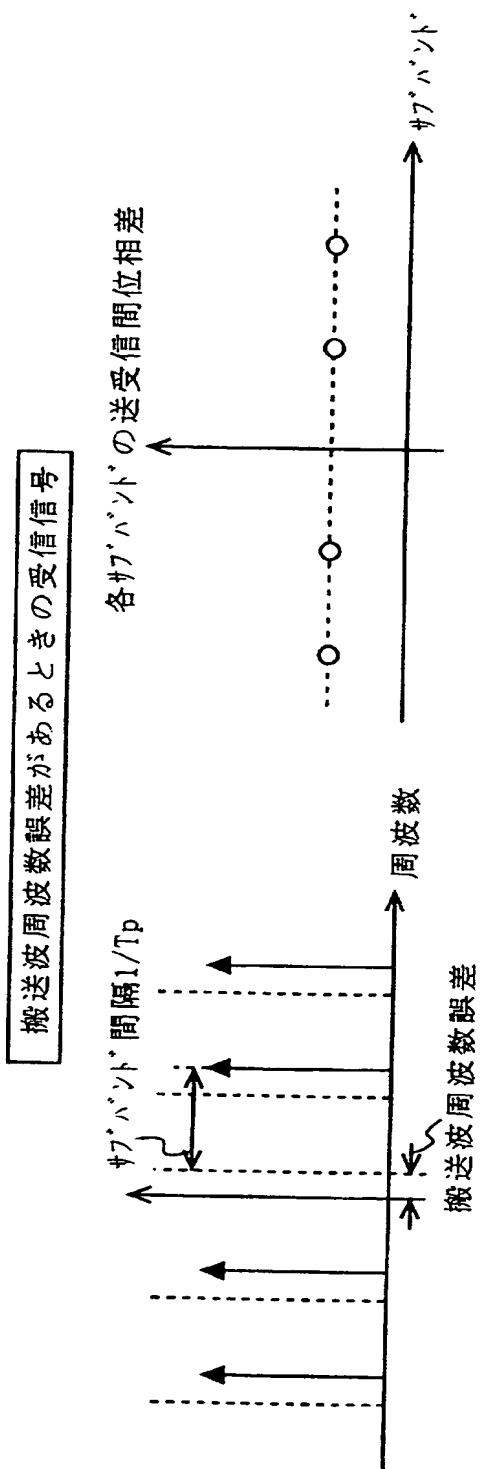 搬送波周波数誤差があるときの受信信号
サブバンド間隔1/Tp
周波数
搬送波周波数誤差
各サブバンドの送受信間位相差
サブバンド